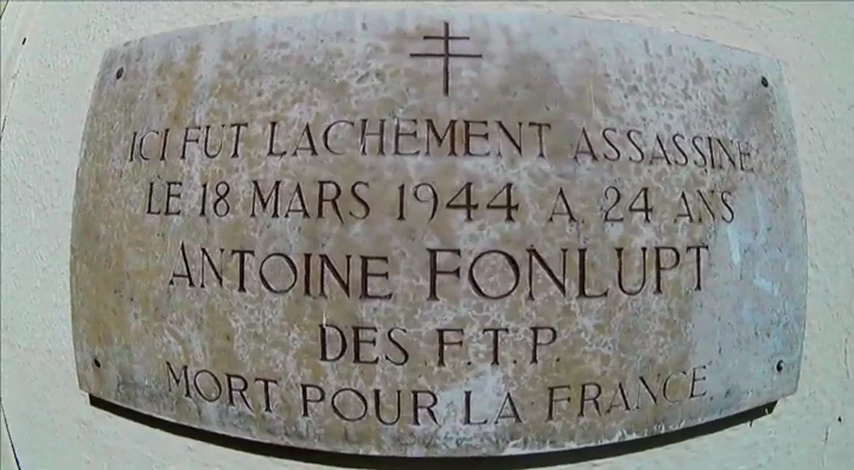 ICI FUT LACHEMENT ASSASSINE
LE 18 MARS 1944 A 24 ANS
ANTOINE FONLUPT
DES F.T.P.
MORT POUR LA FRANCE